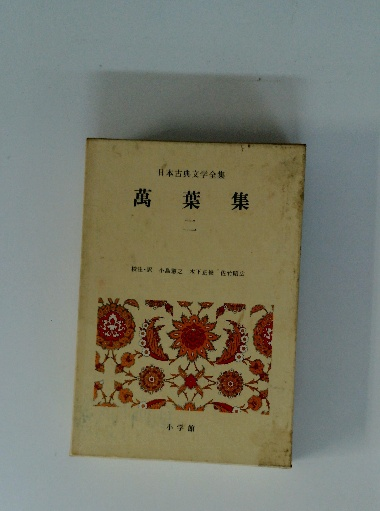 日本古典文学全集
萬葉集
二
校注・訳 小島憲之 木下正俊 佐竹昭広
小学館